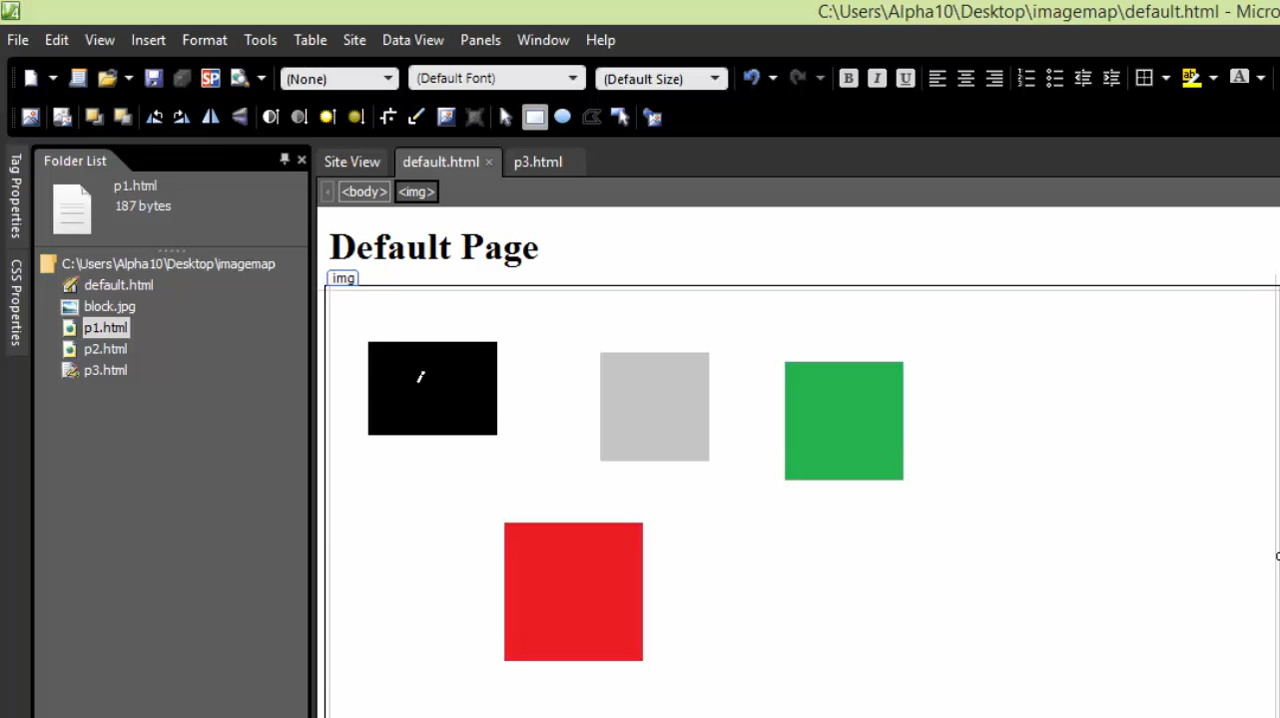 C:\Users\Alpha10\Desktop\imagemap\default.html - Micro
File Edit View Insert Format Tools Table Site Data View Panels Window Help
SP (None) (Default Font) (Default Size) B I U ab A
Tag Properties
CSS Properties
Folder List
p1.html
187 bytes
C:\Users\Alpha10\Desktop\imagemap
default.html
block.jpg
p1.html
p2.html
p3.html
Site View default.html × p3.html
<body> <img>
Default Page
img